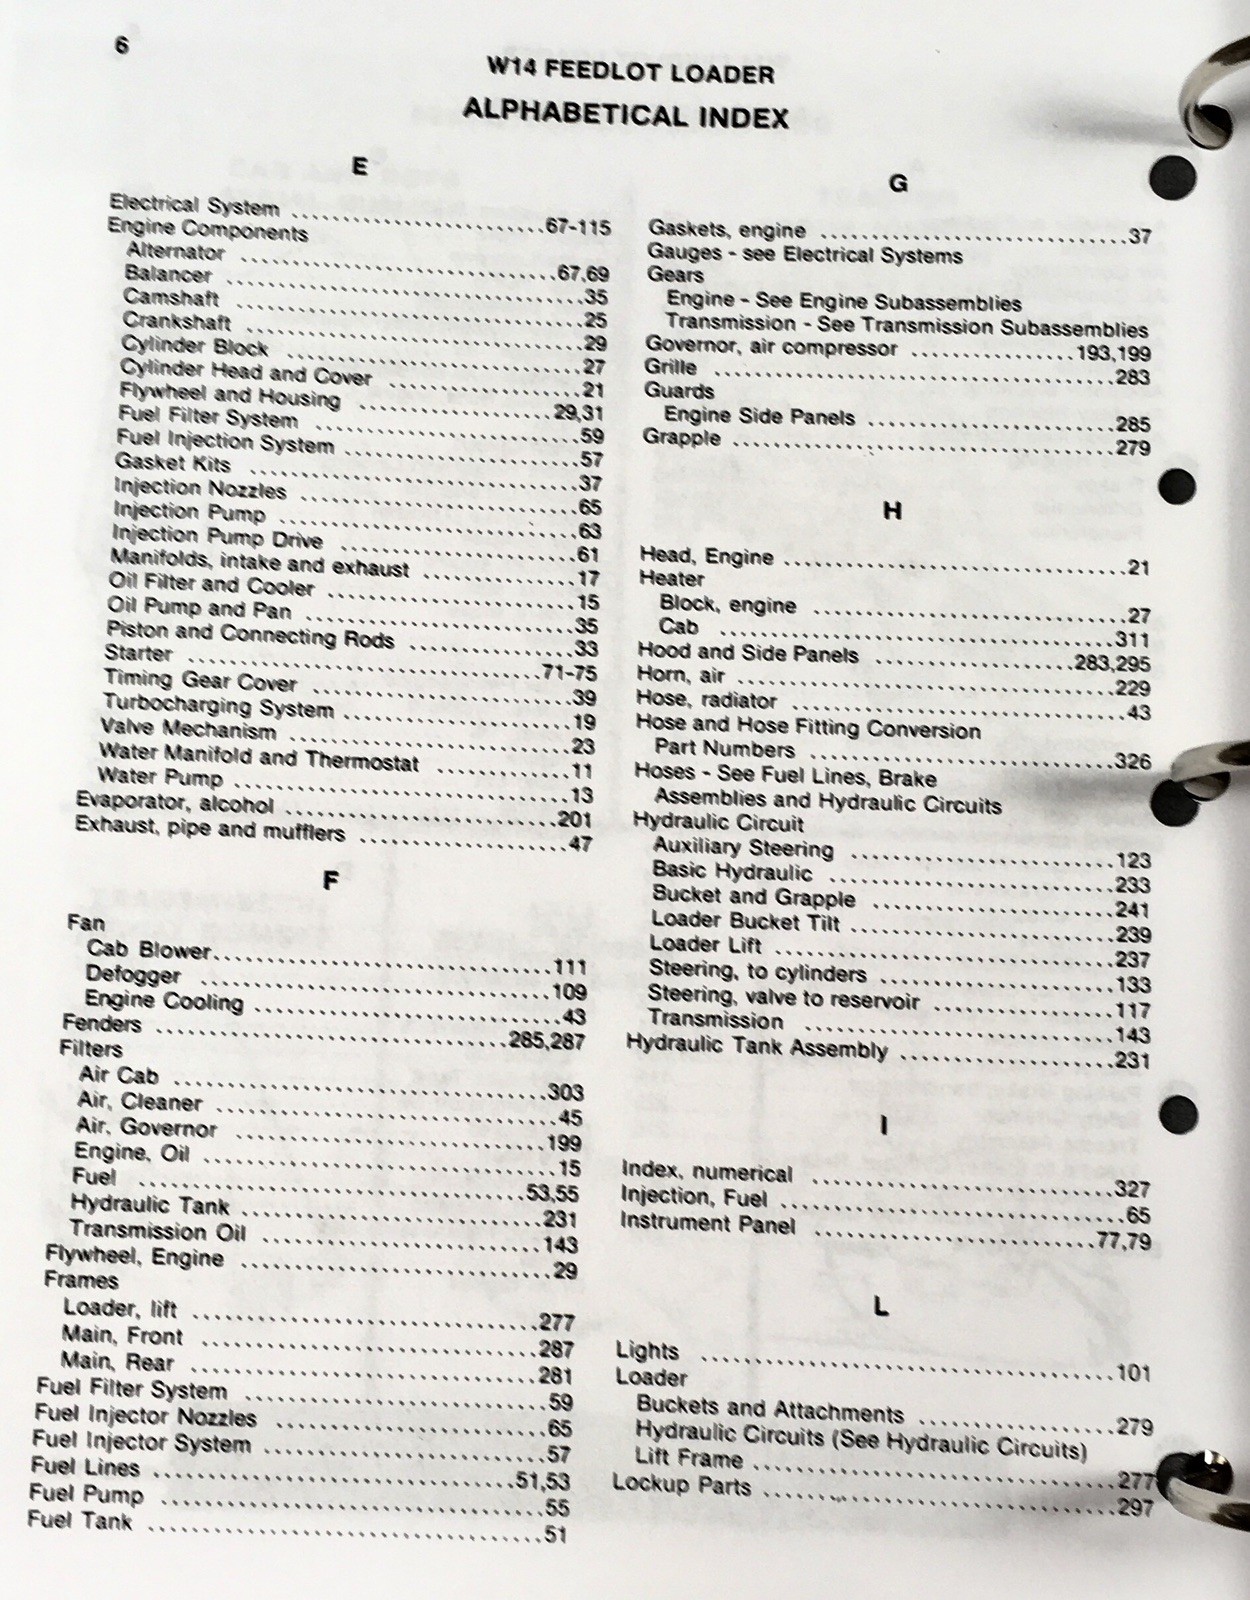 6
W14 FEEDLOT LOADER
ALPHABETICAL INDEX
E
Electrical System ........................67-115
Engine Components
Alternator ..............................67,69
Balancer ..................................35
Camshaft ................................25
Crankshaft ...............................29
Cylinder Block ...........................27
Cylinder Head and Cover .................21
Flywheel and Housing .................29,31
Fuel Filter System ........................59
Fuel Injection System .....................57
Gasket Kits ..............................37
Injection Nozzles .........................65
Injection Pump ...........................63
Injection Pump Drive .....................61
Manifolds, intake and exhaust .............17
Oil Filter and Cooler ......................15
Oil Pump and Pan .......................35
Piston and Connecting Rods ..............33
Starter .................................71-75
Timing Gear Cover .......................39
Turbocharging System ....................19
Valve Mechanism ........................23
Water Manifold and Thermostat ...........11
Water Pump .............................13
Evaporator, alcohol .......................201
Exhaust, pipe and mufflers ..................47
F
Fan
Cab Blower...............................111
Defogger ................................109
Engine Cooling ...........................43
Fenders ...............................285,287
Filters
Air Cab .................................303
Air, Cleaner ..............................45
Air, Governor ...........................199
Engine, Oil ...............................15
Fuel ...................................53,55
Hydraulic Tank ..........................231
Transmission Oil ........................143
Flywheel, Engine ...........................29
Frames
Loader, lift ..............................277
Main, Front .............................287
Main, Rear ..............................281
Fuel Filter System ..........................59
Fuel Injector Nozzles .......................65
Fuel Injector System ........................57
Fuel Lines ...............................51,53
Fuel Pump .................................55
Fuel Tank ..................................51
G
Gaskets, engine ............................37
Gauges - see Electrical Systems
Gears
Engine - See Engine Subassemblies
Transmission - See Transmission Subassemblies
Governor, air compressor ...............193,199
Grille .....................................283
Guards
Engine Side Panels .......................285
Grapple ...................................279
H
Head, Engine ...............................21
Heater
Block, engine .............................27
Cab .....................................311
Hood and Side Panels ..................283,295
Horn, air ..................................229
Hose, radiator ..............................43
Hose and Hose Fitting Conversion
Part Numbers ............................326
Hoses - See Fuel Lines, Brake
Assemblies and Hydraulic Circuits
Hydraulic Circuit
Auxiliary Steering ........................123
Basic Hydraulic ..........................233
Bucket and Grapple ......................241
Loader Bucket Tilt ........................239
Loader Lift ...............................237
Steering, to cylinders .....................133
Steering, valve to reservoir ................117
Transmission .............................143
Hydraulic Tank Assembly ...................231
I
Index, numerical ...........................327
Injection, Fuel ..............................65
Instrument Panel .........................77,79
L
Lights .....................................101
Loader
Buckets and Attachments .................279
Hydraulic Circuits (See Hydraulic Circuits)
Lift Frame ................................277
Lockup Parts ...............................297